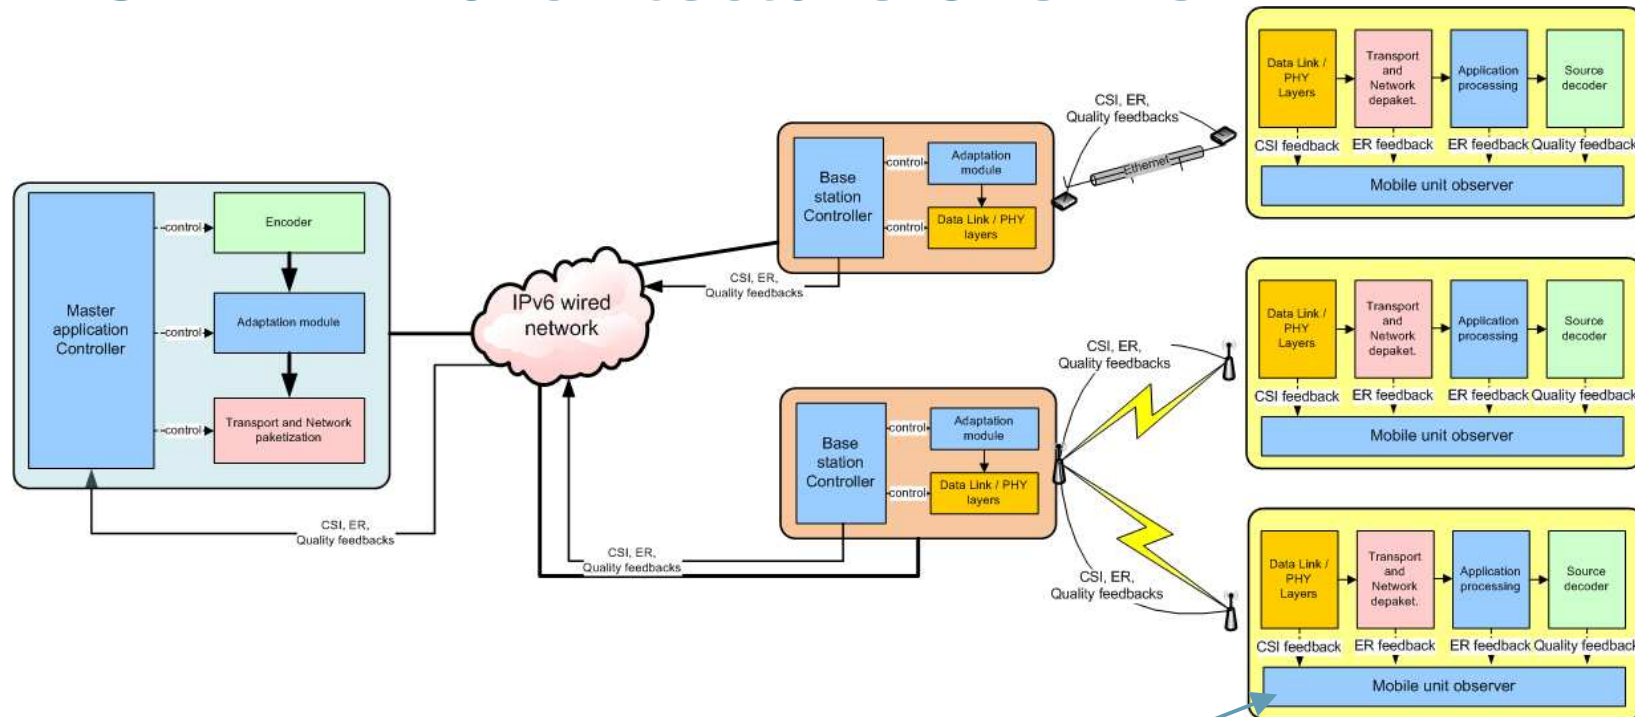 Master
application
Controller
control
Encoder
control
Adaptation module
control
Transport and Network
paketization
CSI, ER,
Quality feedbacks
IPv6 wired
network
CSI, ER,
Quality feedbacks
CSI, ER,
Quality feedbacks
Base
station
Controller
control
Adaptation
module
control
Data Link / PHY
layers
Base
station
Controller
control
Adaptation
module
control
Data Link / PHY
layers
CSI, ER,
Quality feedbacks
Ethernet
CSI, ER,
Quality feedbacks
CSI, ER,
Quality feedbacks
Data Link /
PHY
Layers
Transport
and
Network
depaket.
Application
processing
Source
decoder
CSI feedback
ER feedback
ER feedback
Quality feedback
Mobile unit observer
Data Link /
PHY
Layers
Transport
and
Network
depaket.
Application
processing
Source
decoder
CSI feedback
ER feedback
ER feedback
Quality feedback
Mobile unit observer
Data Link /
PHY
Layers
Transport
and
Network
depaket.
Application
processing
Source
decoder
CSI feedback
ER feedback
ER feedback
Quality feedback
Mobile unit observer